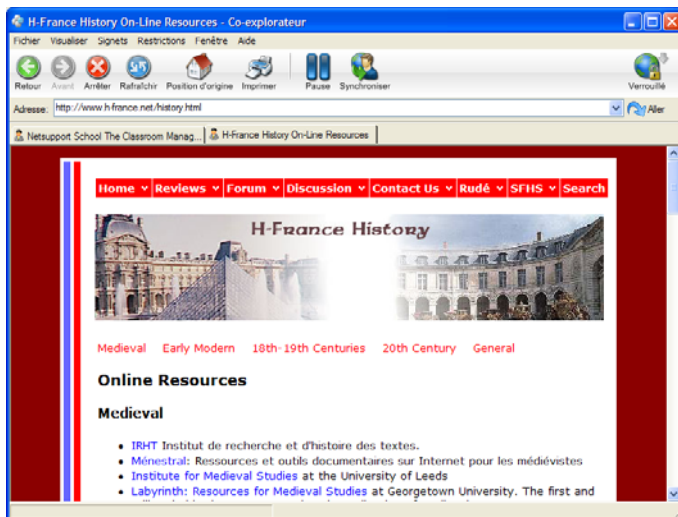 H-France History On-Line Resources - Co-explorateur
Fichier Visualiser Signets Restrictions Fenêtre Aide
Retour Avant Arrêter Rafraîchir Position d'origine Imprimer Pause Synchroniser Verrouillé
Adresse: http://www.h-france.net/history.html Aller
Netsupport School The Classroom Manag... H-France History On-Line Resources
Home Reviews Forum Discussion Contact Us Rudé SFHS Search
H-France History
Medieval Early Modern 18th-19th Centuries 20th Century General
Online Resources
Medieval
• IRHT Institut de recherche et d'histoire des textes.
• Ménestral: Ressources et outils documentaires sur Internet pour les médiévistes
• Institute for Medieval Studies at the University of Leeds
• Labyrinth: Resources for Medieval Studies at Georgetown University. The first and